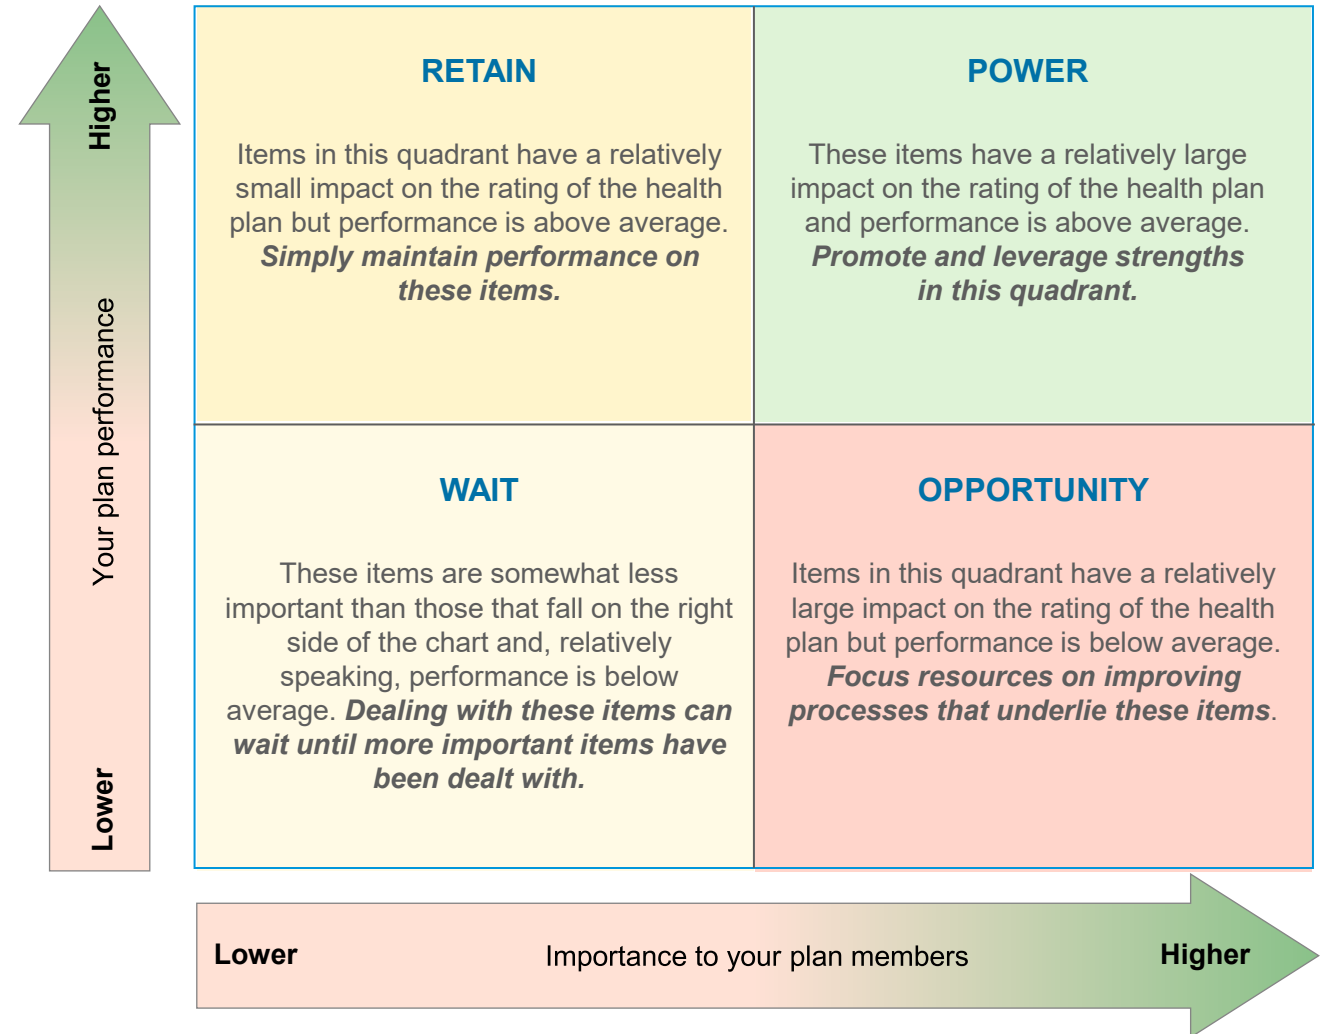 Higher
Your plan performance
Lower
RETAIN
Items in this quadrant have a relatively
small impact on the rating of the health
plan but performance is above average.
Simply maintain performance on
these items.
POWER
These items have a relatively large
impact on the rating of the health plan
and performance is above average.
Promote and leverage strengths
in this quadrant.
WAIT
These items are somewhat less
important than those that fall on the right
side of the chart and, relatively
speaking, performance is below
average. Dealing with these items can
wait until more important items have
been dealt with.
OPPORTUNITY
Items in this quadrant have a relatively
large impact on the rating of the health
plan but performance is below average.
Focus resources on improving
processes that underlie these items.
Lower
Importance to your plan members
Higher